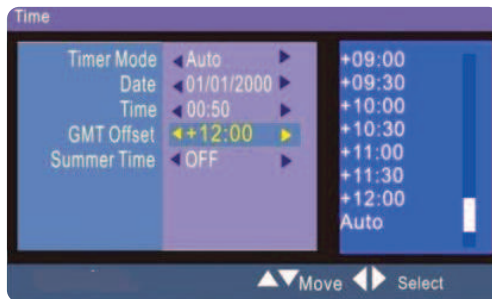 Time
Timer Mode Auto
Date 01/01/2000
Time 00:50
GMT Offset +12:00
Summer Time OFF
+09:00
+09:30
+10:00
+10:30
+11:00
+11:30
+12:00
Auto
Move Select